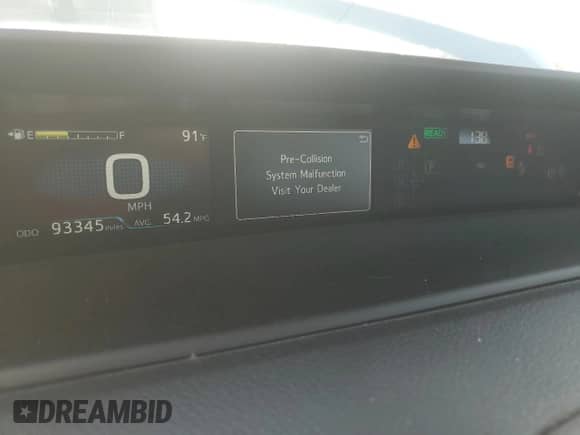 E F 91°F
0
MPH
ODO 93345 miles AVG. 54.2 MPG
Pre-Collision
System Malfunction
Visit Your Dealer
READY
DREAMBID